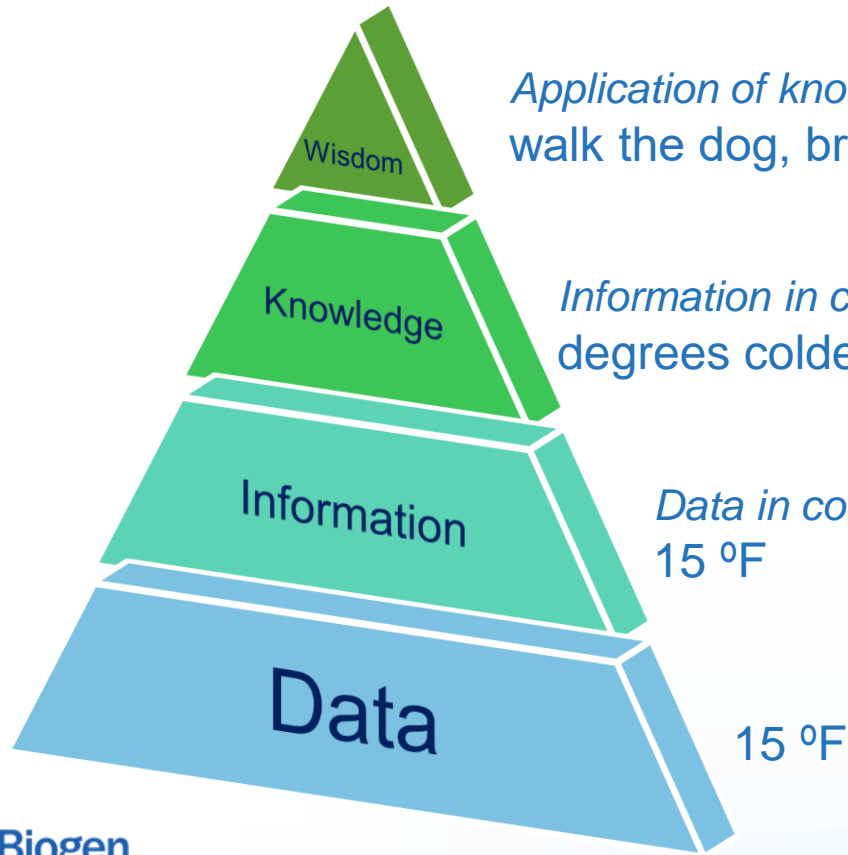 Application of kno
walk the dog, br
Wisdom
Information in c
degrees colde
Knowledge
Data in co
15 ºF
Information
15 ºF
Data
Biogen